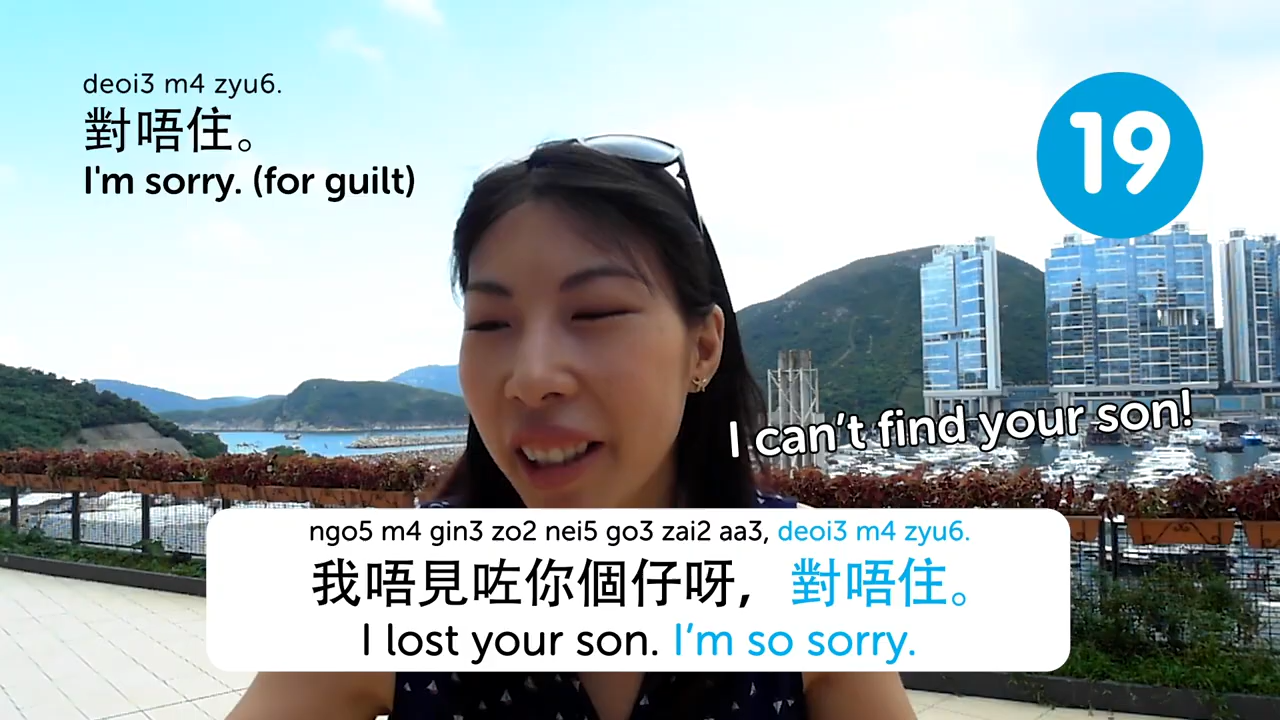 deoi3 m4 zyu6.
對唔住。
I'm sorry. (for guilt)
19
I can't find your son!
ngo5 m4 gin3 zo2 nei5 go3 zai2 aa3, deoi3 m4 zyu6.
我唔見咗你個仔呀，對唔住。
I lost your son. I'm so sorry.